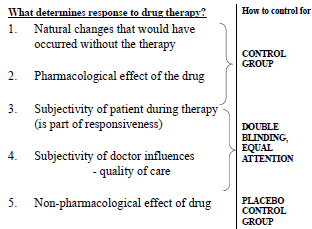 What determines response to drug therapy?
How to control for
1. Natural changes that would have
occurred without the therapy
CONTROL
GROUP
2. Pharmacological effect of the drug
3. Subjectivity of patient during therapy
(is part of responsiveness)
DOUBLE
BLINDING,
EQUAL
ATTENTION
4. Subjectivity of doctor influences
- quality of care
5. Non-pharmacological effect of drug
PLACEBO
CONTROL
GROUP